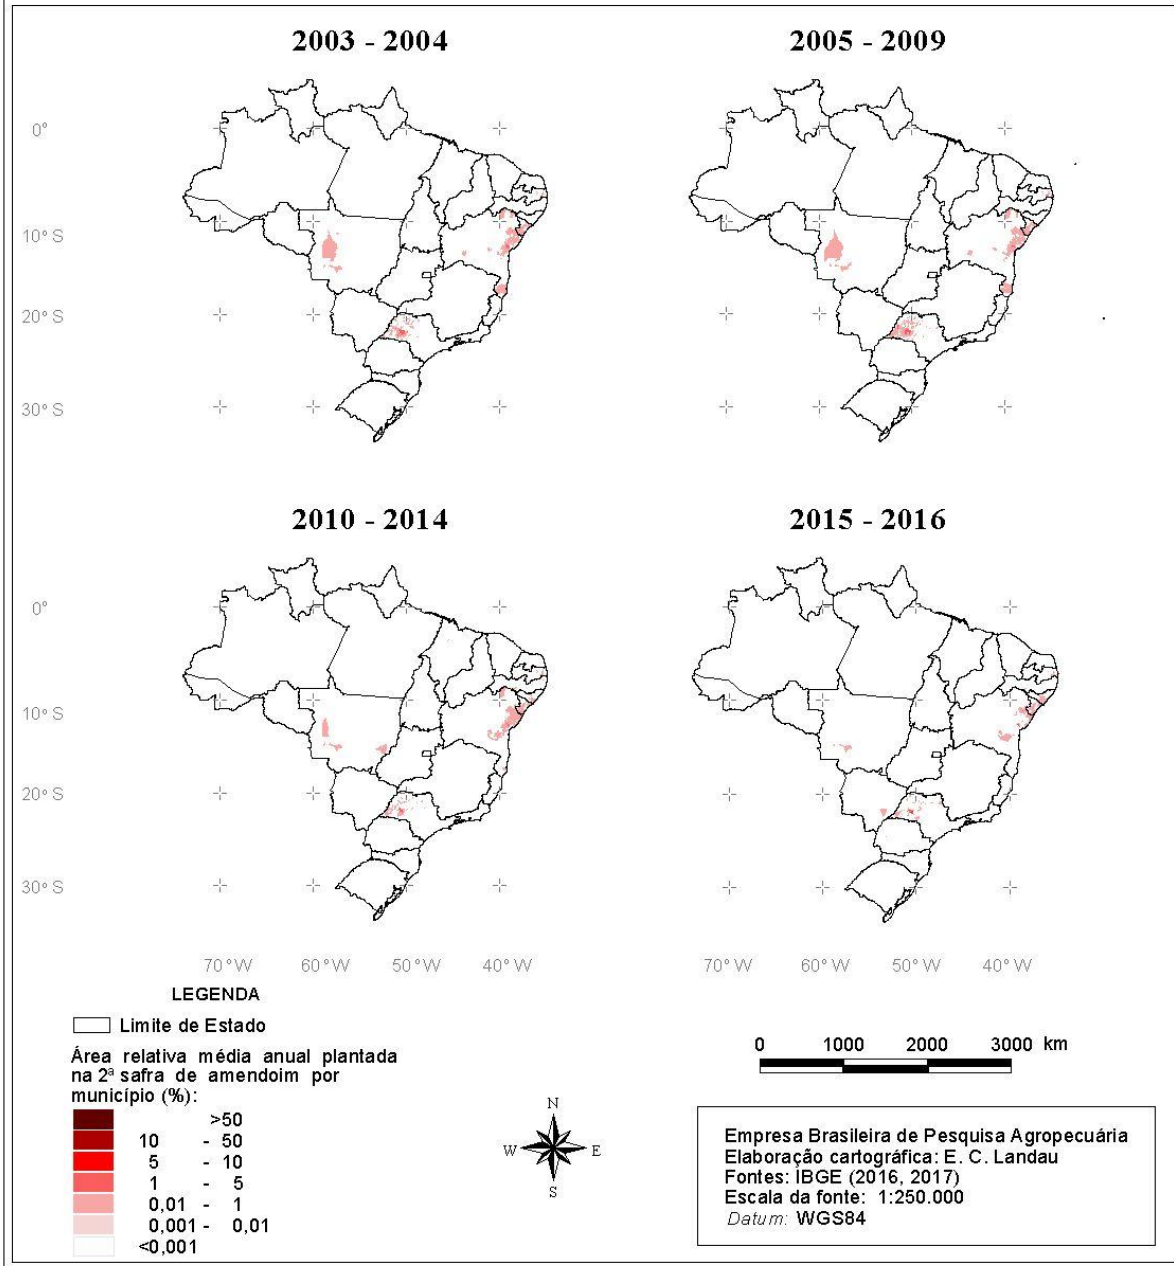 2003 - 2004
2005 - 2009
0°
10° S
20° S
30° S
2010 - 2014
2015 - 2016
0°
10° S
20° S
30° S
70° W 60° W 50° W 40° W
70° W 60° W 50° W 40° W
LEGENDA
Limite de Estado
Área relativa média anual plantada
na 2ª safra de amendoim por
município (%):
>50
10 - 50
5 - 10
1 - 5
0,01 - 1
0,001 - 0,01
<0,001
N
W E
S
0 1000 2000 3000 km
Empresa Brasileira de Pesquisa Agropecuária
Elaboração cartográfica: E. C. Landau
Fontes: IBGE (2016, 2017)
Escala da fonte: 1:250.000
Datum: WGS84